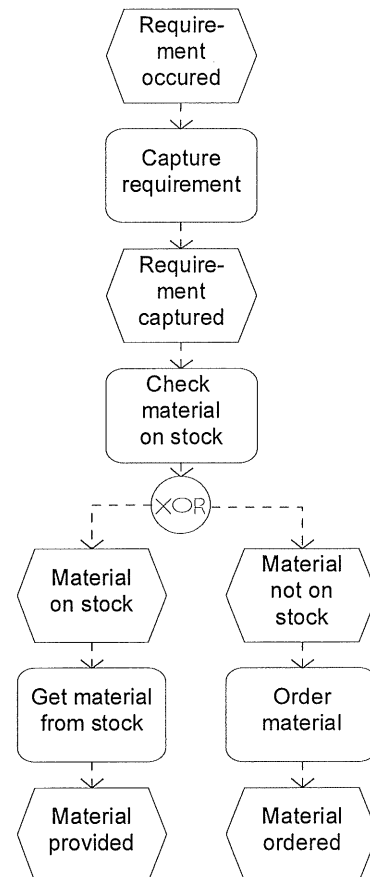 Require-
ment
occured
Capture
requirement
Require-
ment
captured
Check
material
on stock
XOR
Material
on stock
Material
not on
stock
Get material
from stock
Order
material
Material
provided
Material
ordered